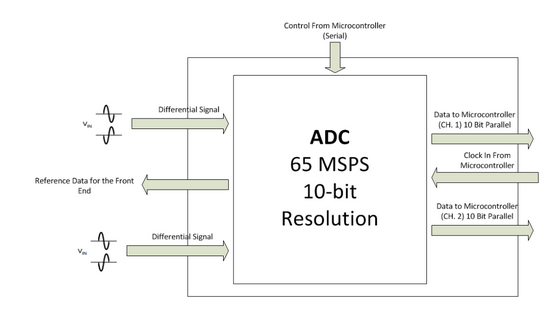 Control From Microcontroller
(Serial)
Differential Signal
VIN
Data to Microcontroller
(CH. 1) 10 Bit Parallel
ADC
65 MSPS
10-bit
Resolution
Clock In From
Microcontroller
Reference Data for the Front
End
Data to Microcontroller
(CH. 2) 10 Bit Parallel
Differential Signal
VIN